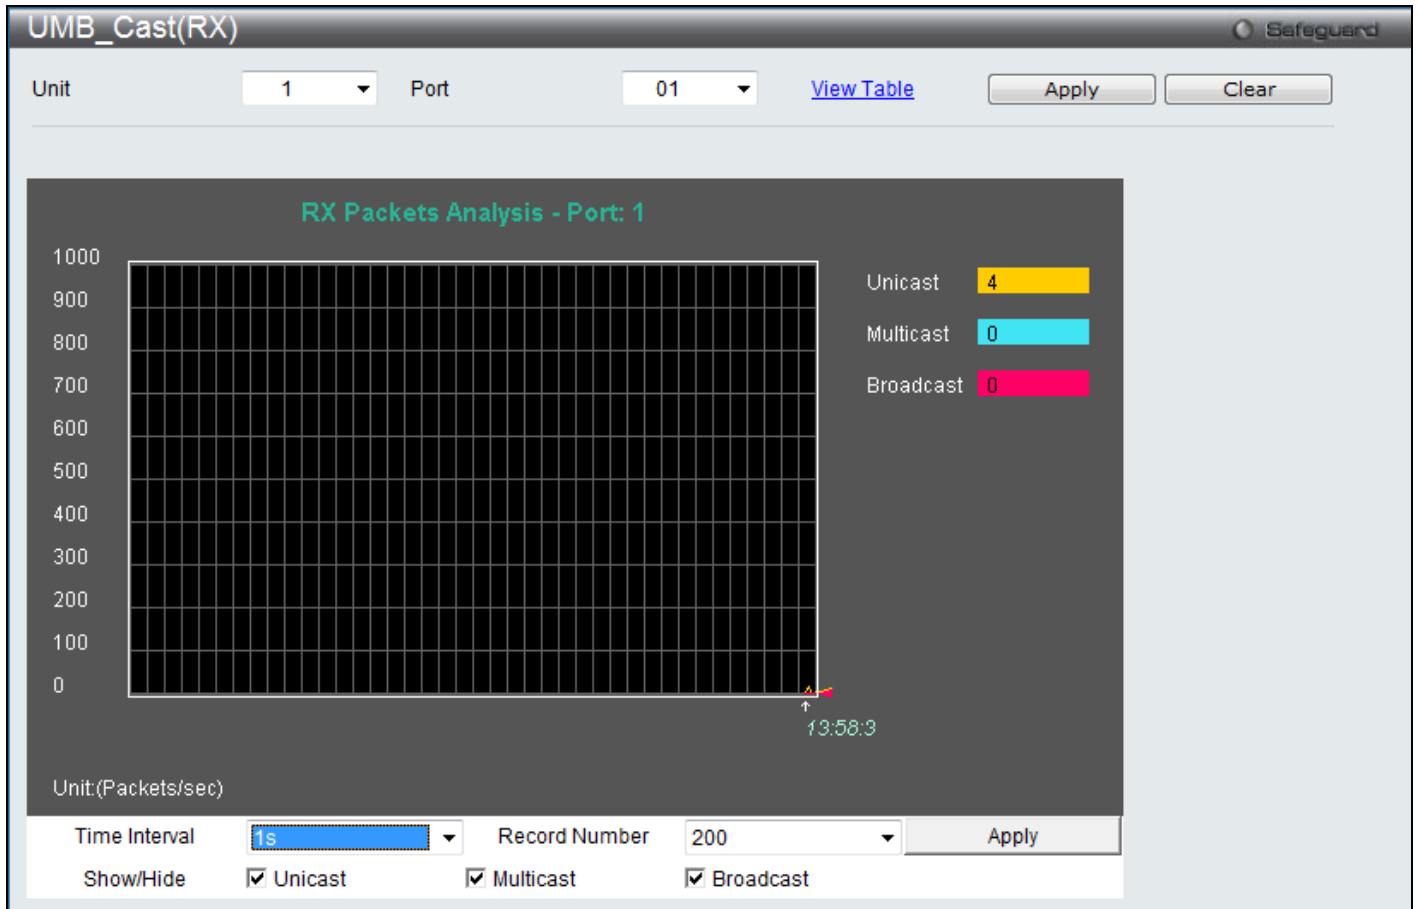 UMB_Cast(RX)
Safeguard
Unit 1 Port 01 View Table Apply Clear
RX Packets Analysis - Port: 1
1000
900
800
700
600
500
400
300
200
100
0
Unicast 4
Multicast 0
Broadcast 0
13:58:3
Unit:(Packets/sec)
Time Interval 1s Record Number 200 Apply
Show/Hide Unicast Multicast Broadcast